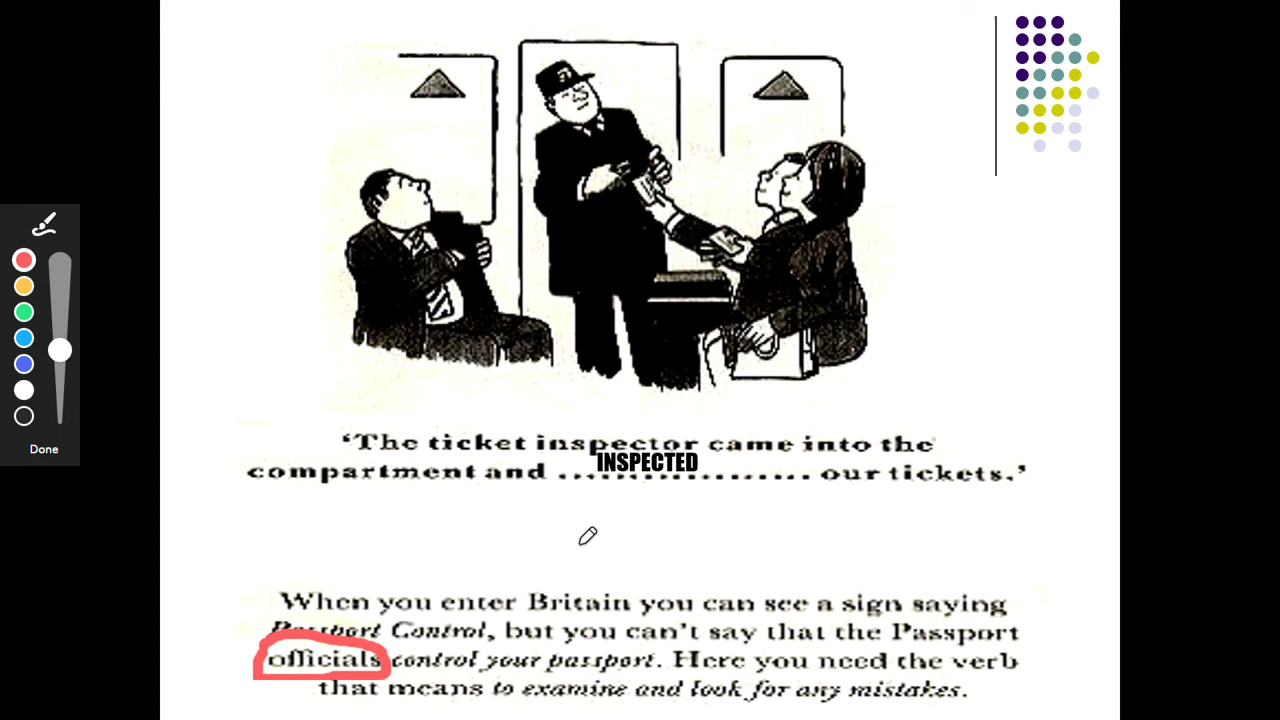 'The ticket inspector came into the
compartment and .................... our tickets.'
INSPECTED
When you enter Britain you can see a sign saying
Passport Control, but you can't say that the Passport
officials control your passport. Here you need the verb
that means to examine and look for any mistakes.
Done